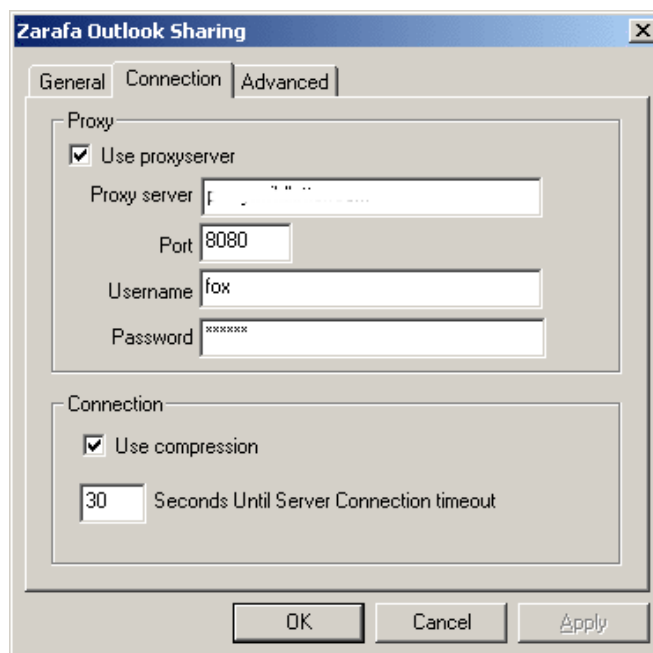 Zarafa Outlook Sharing
General Connection Advanced
Proxy
Use proxyserver
Proxy server
Port 8080
Username fox
Password ******
Connection
Use compression
30 Seconds Until Server Connection timeout
OK Cancel Apply